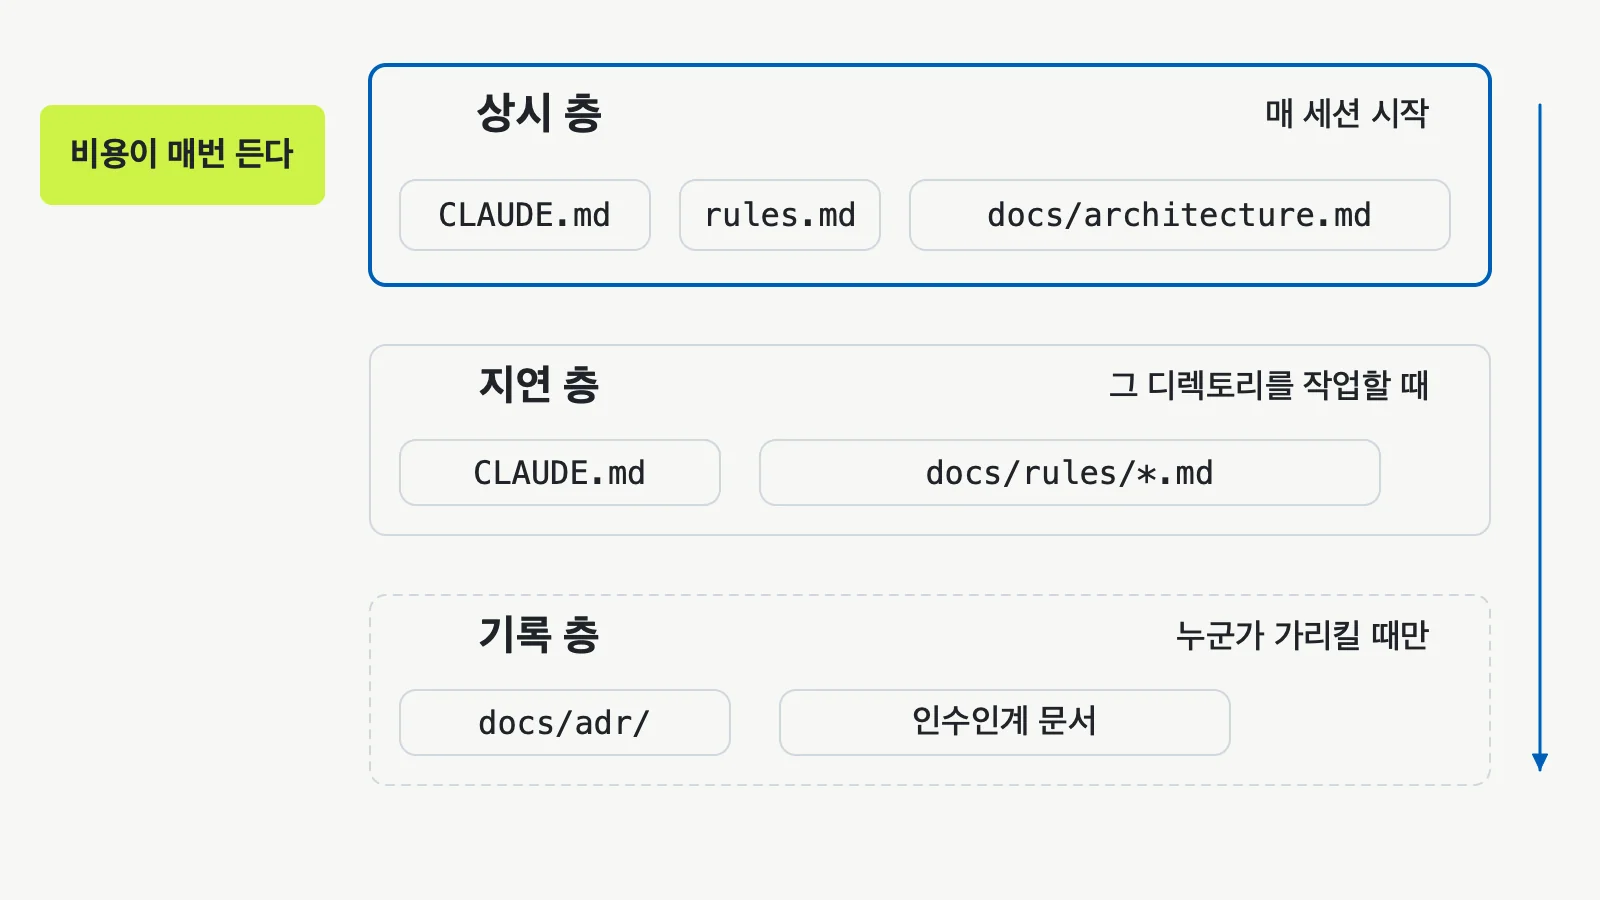 비용이 매번 든다
상시 층
매 세션 시작
CLAUDE.md
rules.md
docs/architecture.md
지연 층
그 디렉토리를 작업할 때
CLAUDE.md
docs/rules/*.md
기록 층
누군가 가리킬 때만
docs/adr/
인수인계 문서